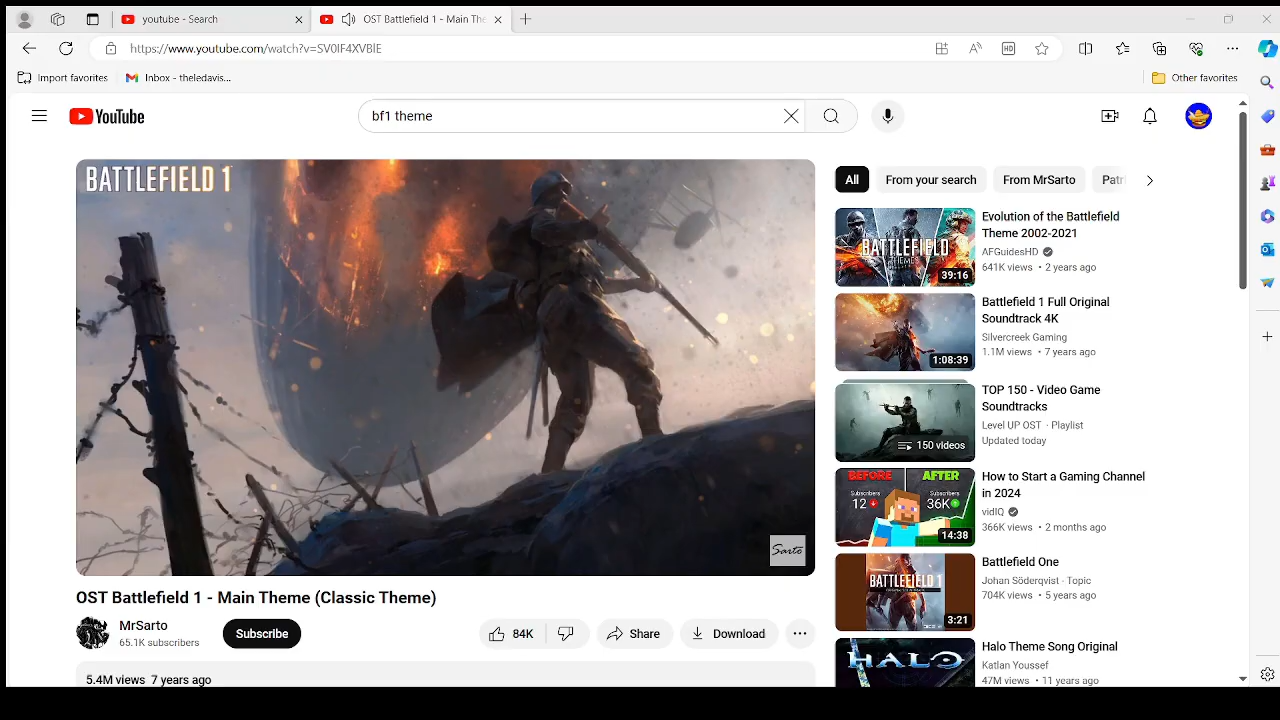 youtube - Search
OST Battlefield 1 - Main The
https://www.youtube.com/watch?v=SV0IF4XVBlE
HD
Import favorites
Inbox - theledavis...
Other favorites
YouTube
bf1 theme
BATTLEFIELD 1
Sarto
OST Battlefield 1 - Main Theme (Classic Theme)
MrSarto
65.1K subscribers
Subscribe
84K
Share
Download
5.4M views 7 years ago
All
From your search
From MrSarto
Patri
BATTLEFIELD
THEMES
39:16
Evolution of the Battlefield
Theme 2002-2021
AFGuidesHD
641K views • 2 years ago
1:08:39
Battlefield 1 Full Original
Soundtrack 4K
Silvercreek Gaming
1.1M views • 7 years ago
150 videos
TOP 150 - Video Game
Soundtracks
Level UP OST · Playlist
Updated today
BEFORE
AFTER
Subscribers
12
Subscribers
36K
14:38
How to Start a Gaming Channel
in 2024
vidIQ
366K views • 2 months ago
BATTLEFIELD 1
3:21
Battlefield One
Johan Söderqvist - Topic
704K views • 5 years ago
HALO
Halo Theme Song Original
Katlan Youssef
47M views • 11 years ago